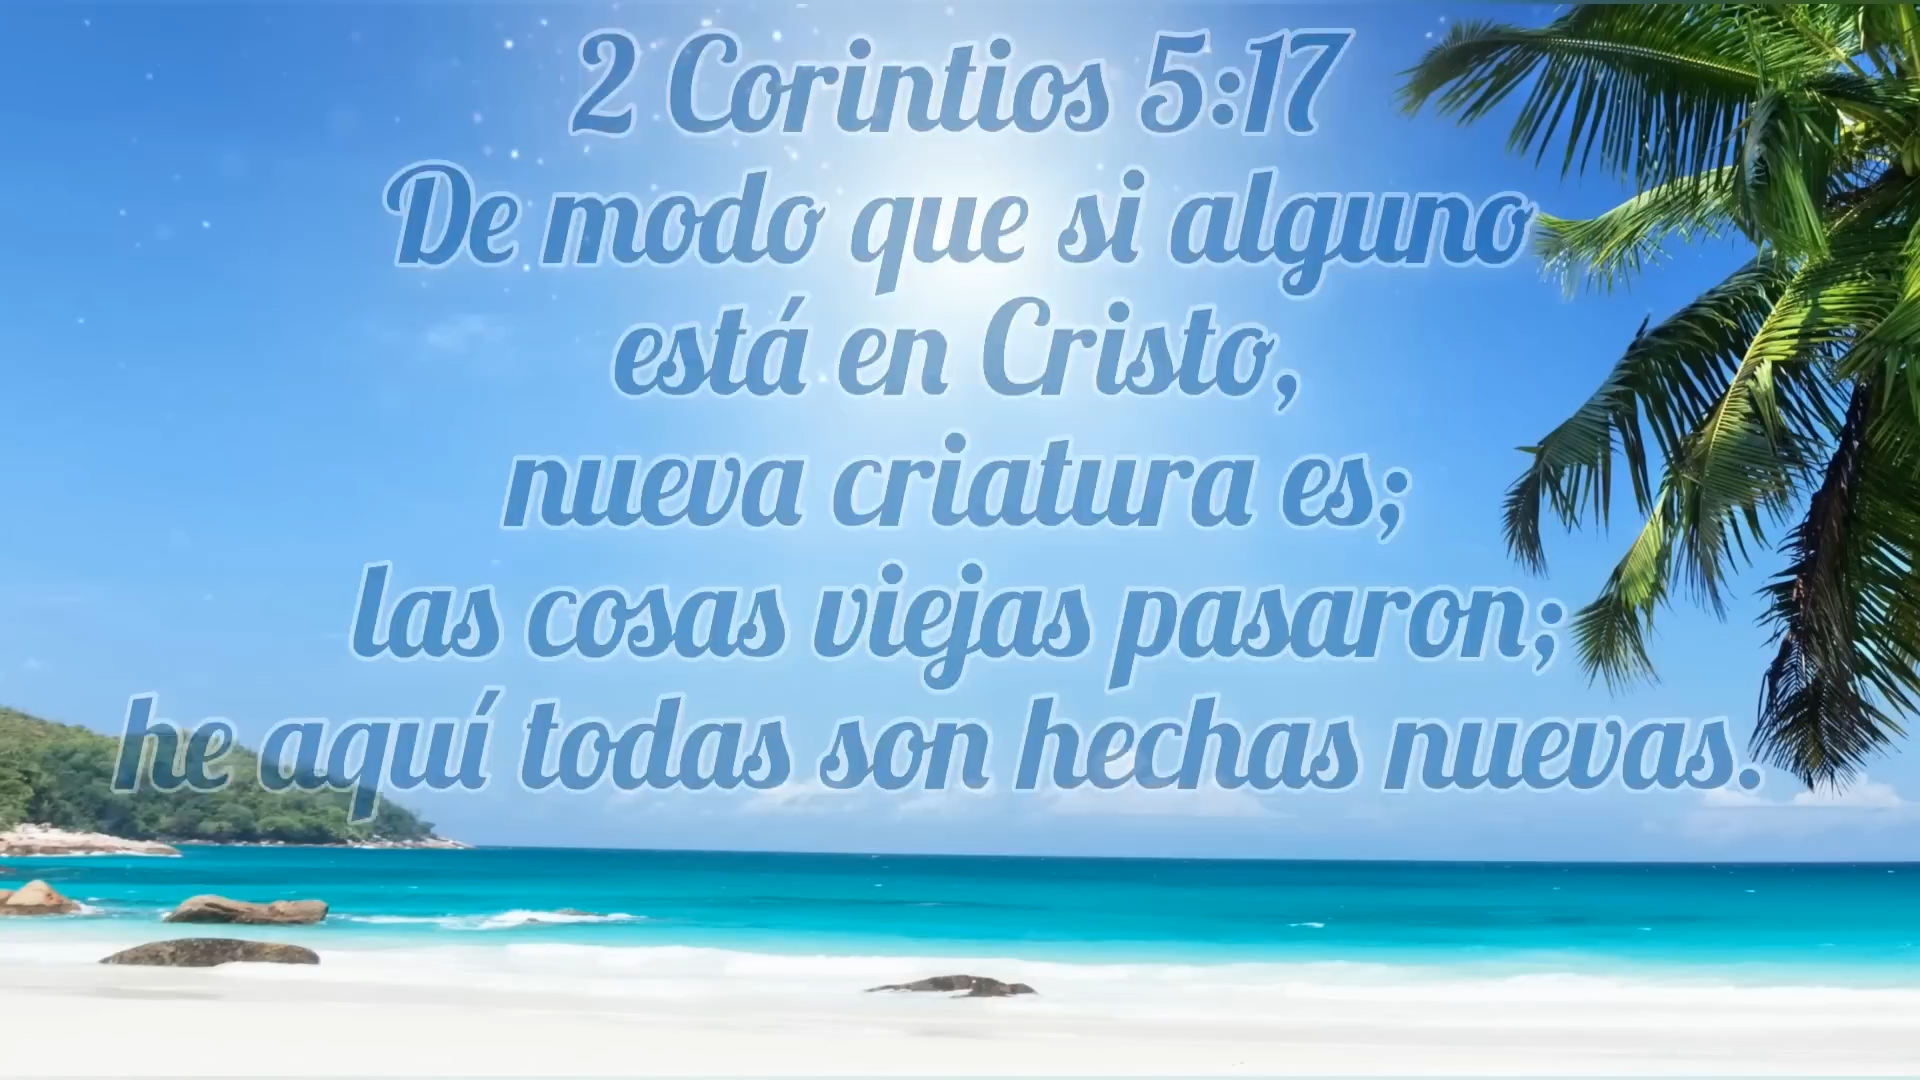 2 Corintios 5:17
De modo que si alguno
está en Cristo,
nueva criatura es;
las cosas viejas pasaron;
he aquí todas son hechas nuevas.